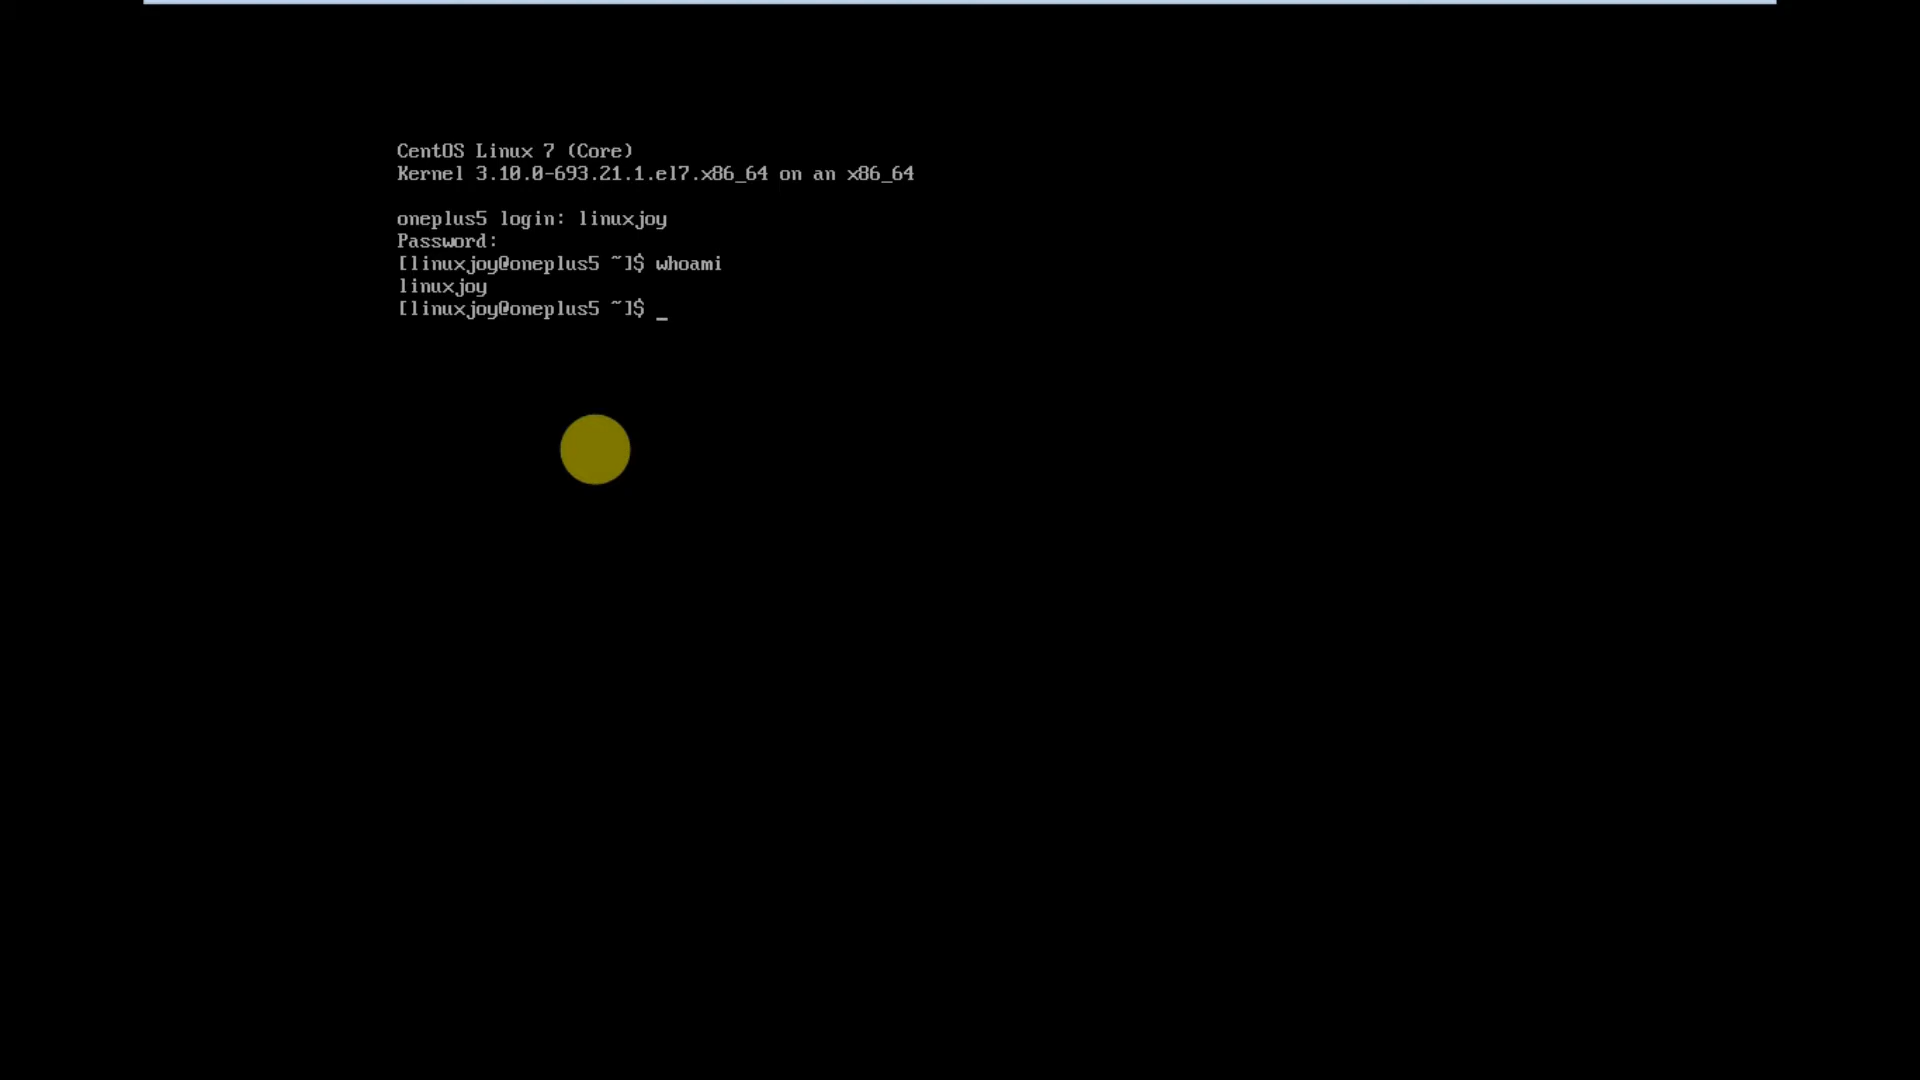 CentOS Linux 7 (Core)
Kernel 3.10.0-693.21.1.el7.x86_64 on an x86_64
oneplus5 login: linuxjoy
Password:
[linuxjoy@oneplus5 ~]$ whoami
linuxjoy
[linuxjoy@oneplus5 ~]$ _